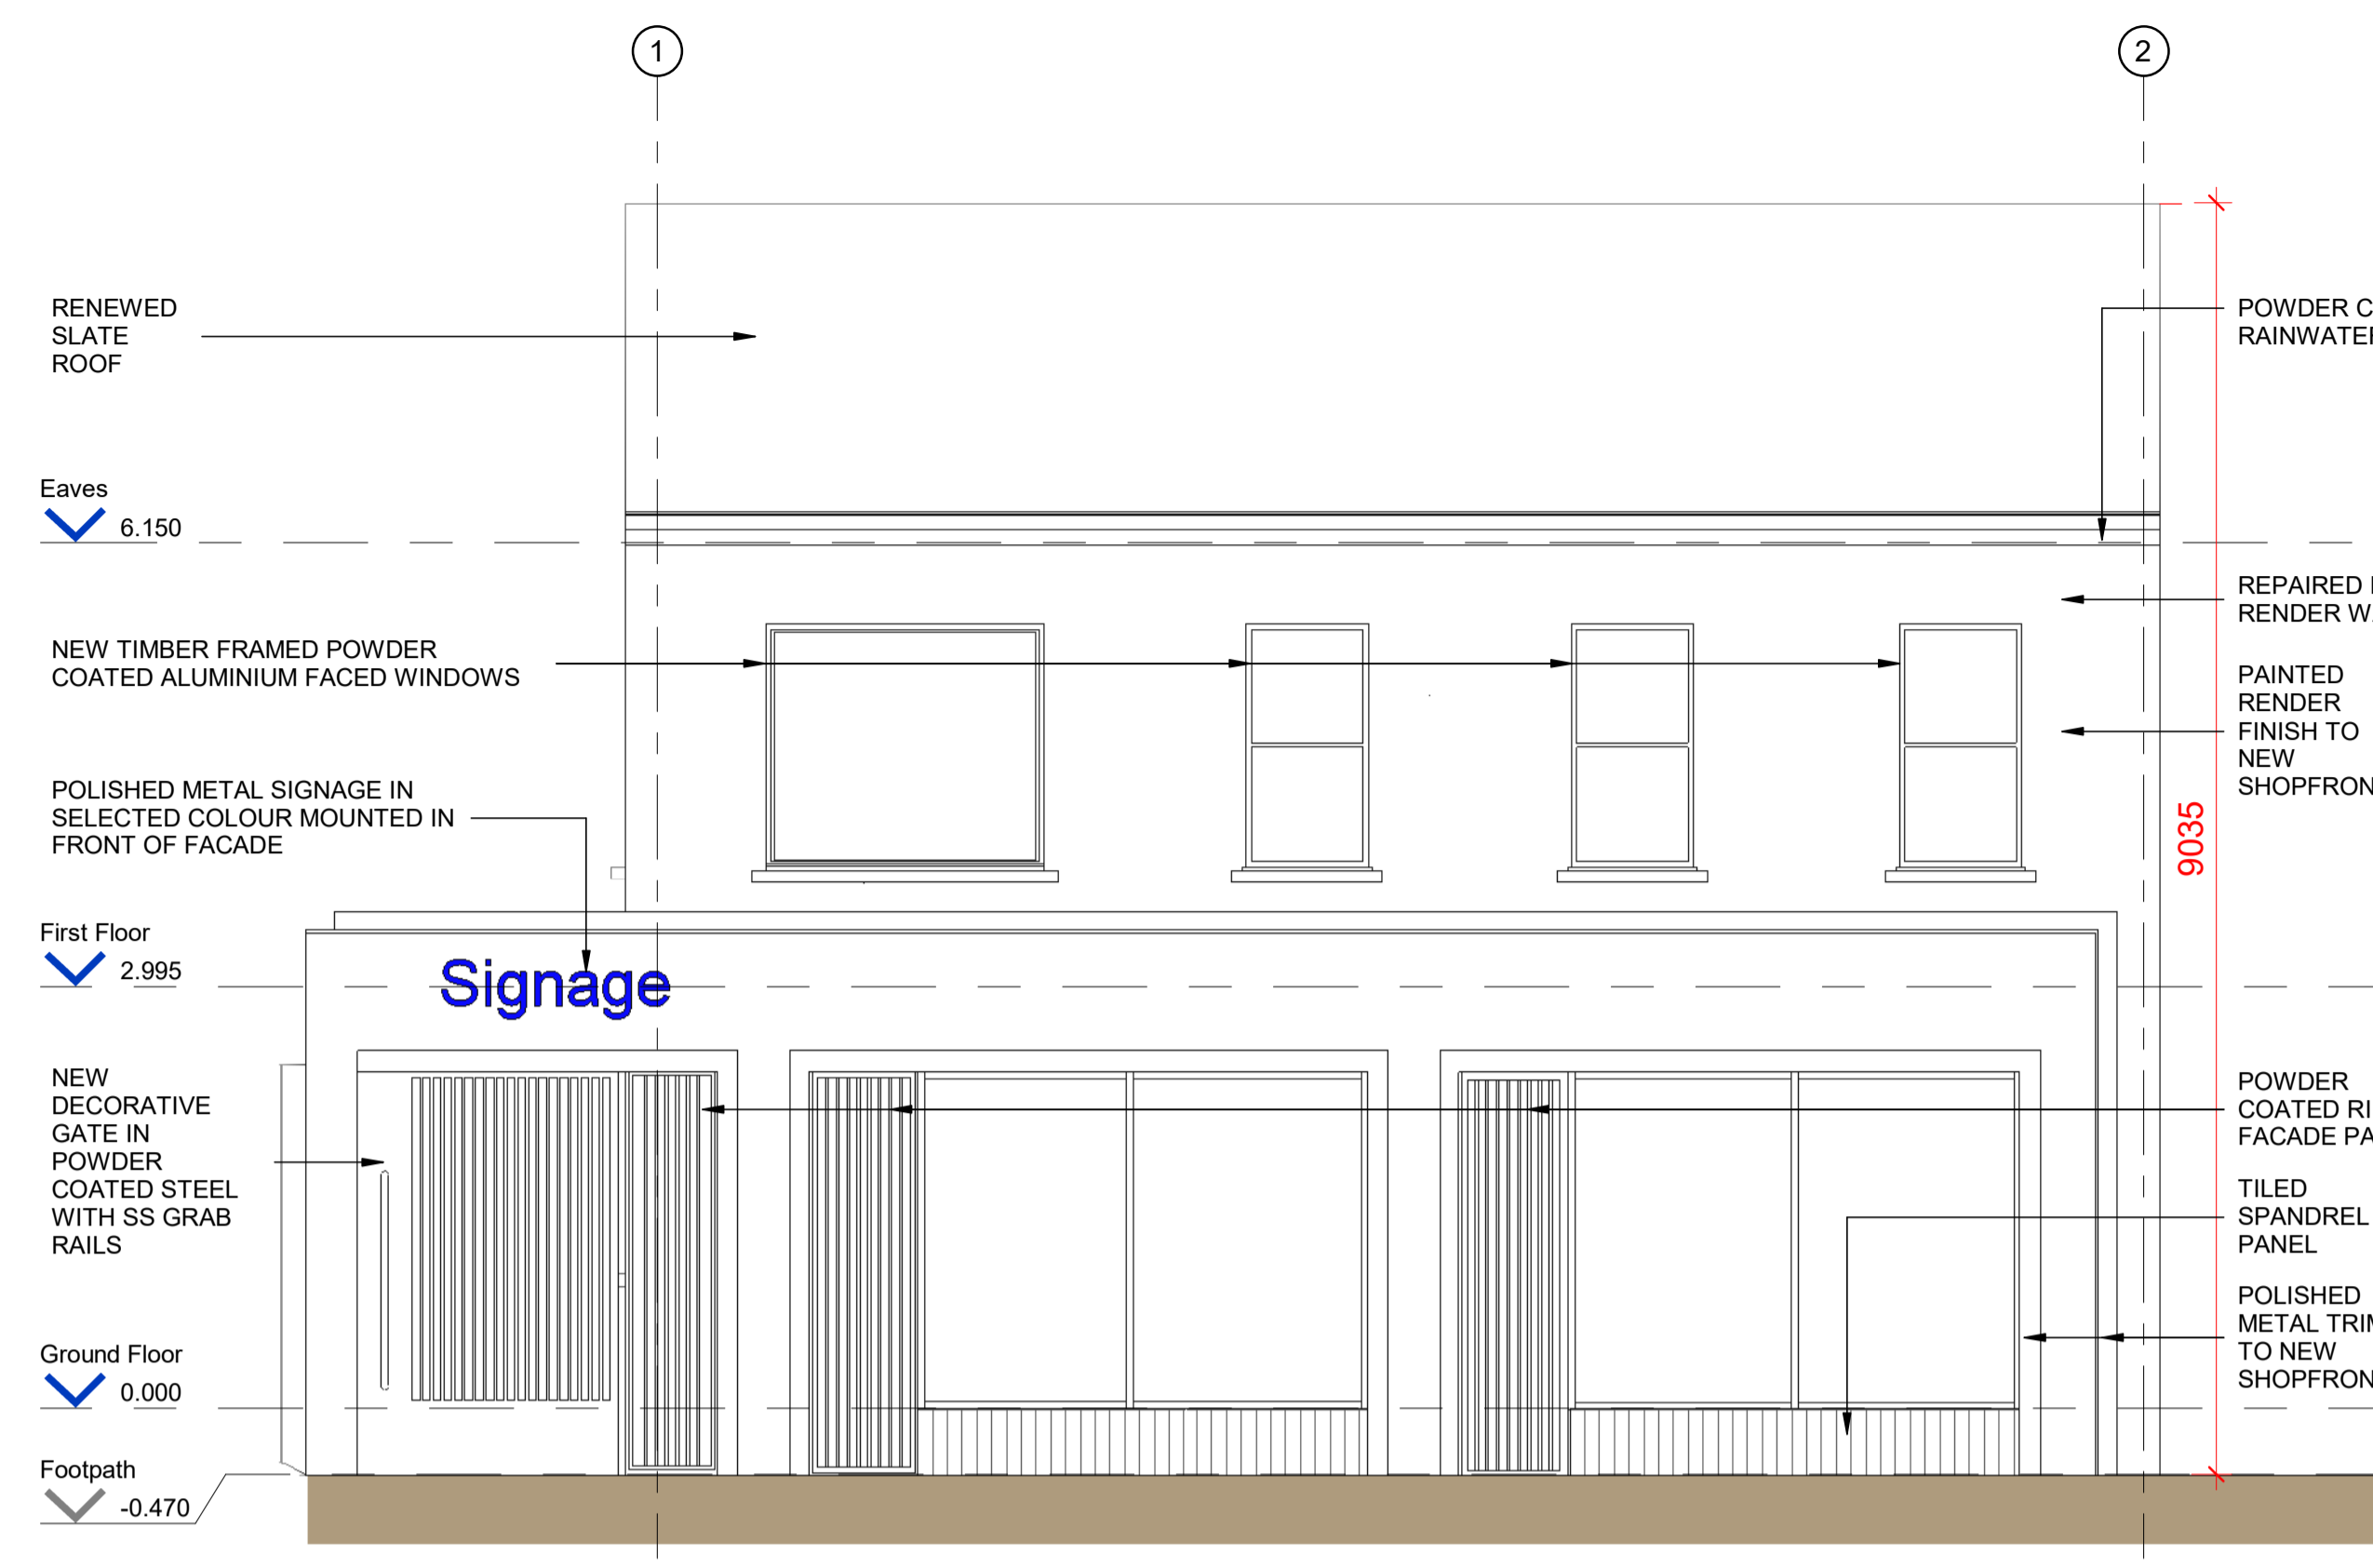 1
2
RENEWED
SLATE
ROOF
POWDER C
RAINWATER
Eaves
6.150
REPAIRED
RENDER W
NEW TIMBER FRAMED POWDER
COATED ALUMINIUM FACED WINDOWS
PAINTED
RENDER
FINISH TO
NEW
SHOPFRON
POLISHED METAL SIGNAGE IN
SELECTED COLOUR MOUNTED IN
FRONT OF FACADE
9035
First Floor
2.995
Signage
NEW
DECORATIVE
GATE IN
POWDER
COATED STEEL
WITH SS GRAB
RAILS
POWDER
COATED RI
FACADE PA
TILED
SPANDREL
PANEL
POLISHED
METAL TRIM
TO NEW
SHOPFRON
Ground Floor
0.000
Footpath
-0.470